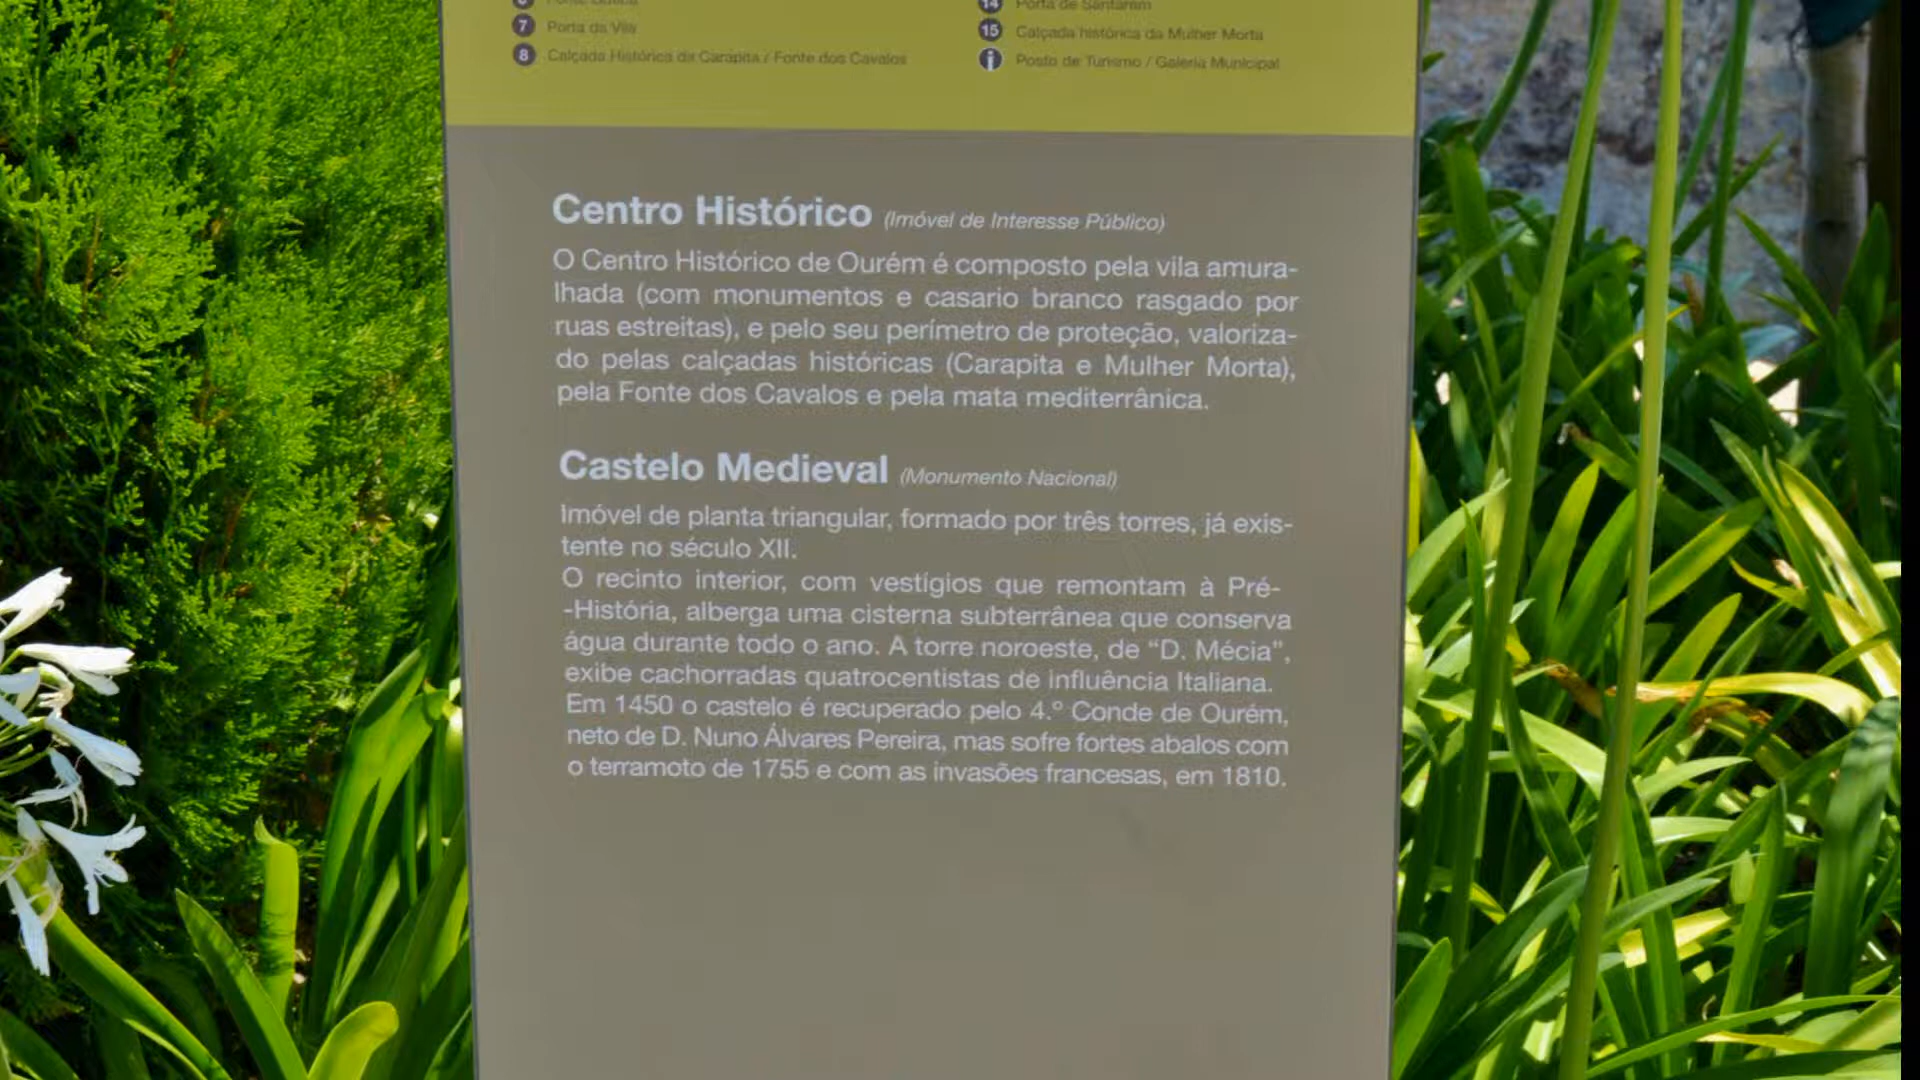 7 Porta da Vila
8 Calçada Histórica da Carapita / Fonte dos Cavalos
14 Porta de Santarém
15 Calçada histórica da Mulher Morta
i Posto de Turismo / Galeria Municipal
Centro Histórico (Imóvel de Interesse Público)
O Centro Histórico de Ourém é composto pela vila amura-
lhada (com monumentos e casario branco rasgado por
ruas estreitas), e pelo seu perímetro de proteção, valoriza-
do pelas calçadas históricas (Carapita e Mulher Morta),
pela Fonte dos Cavalos e pela mata mediterrânica.
Castelo Medieval (Monumento Nacional)
Imóvel de planta triangular, formado por três torres, já exis-
tente no século XII.
O recinto interior, com vestígios que remontam à Pré-
-História, alberga uma cisterna subterrânea que conserva
água durante todo o ano. A torre noroeste, de “D. Mécia”,
exibe cachorradas quatrocentistas de influência Italiana.
Em 1450 o castelo é recuperado pelo 4.º Conde de Ourém,
neto de D. Nuno Álvares Pereira, mas sofre fortes abalos com
o terramoto de 1755 e com as invasões francesas, em 1810.